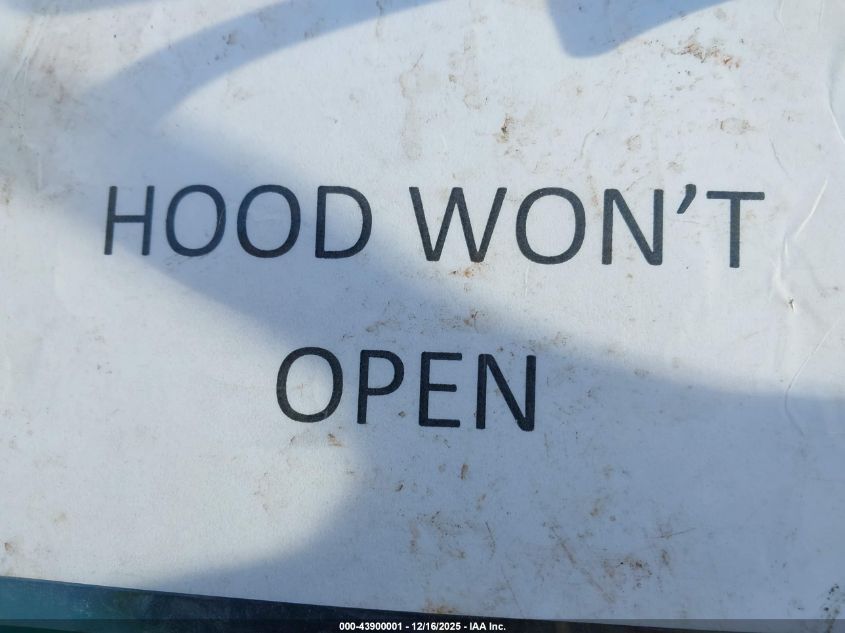 HOOD WON’T
OPEN
000-43900001 - 12/16/2025 - IAA Inc.